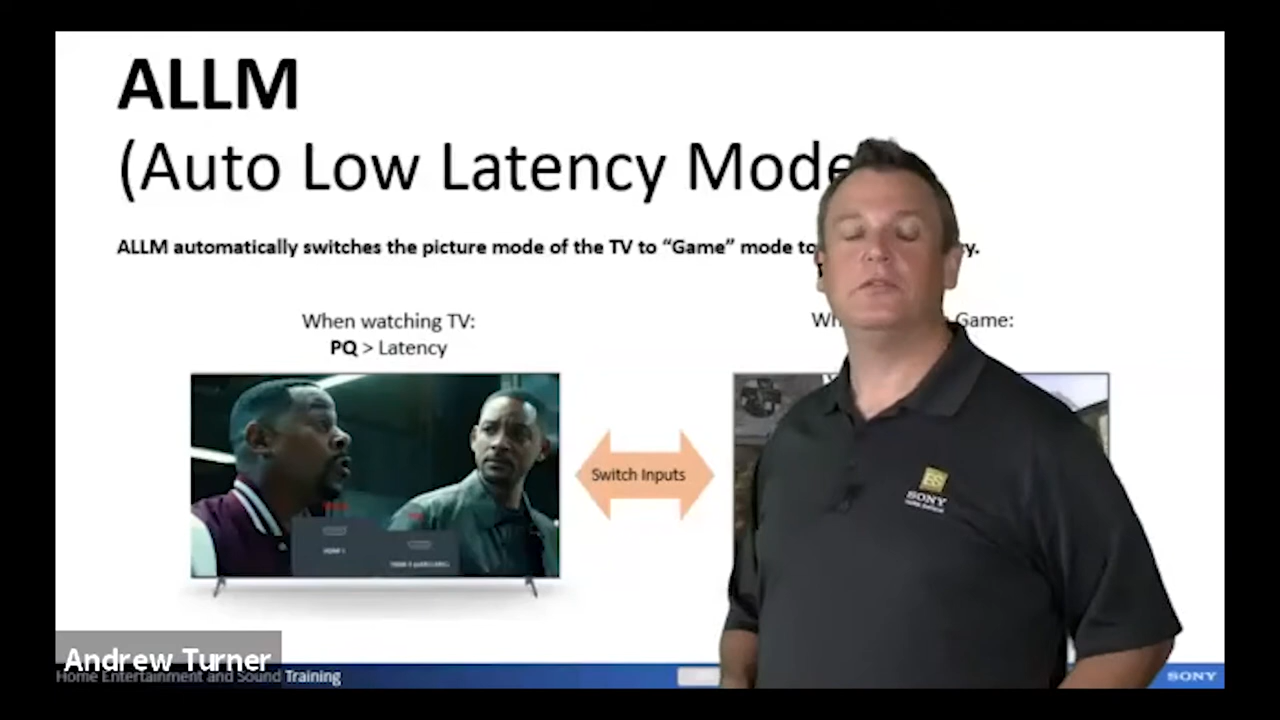 ALLM
(Auto Low Latency Mode
ALLM automatically switches the picture mode of the TV to “Game” mode to
When watching TV:
PQ > Latency
Game:
Switch Inputs
SONY
Andrew Turner
Home Entertainment and Sound Training
SONY